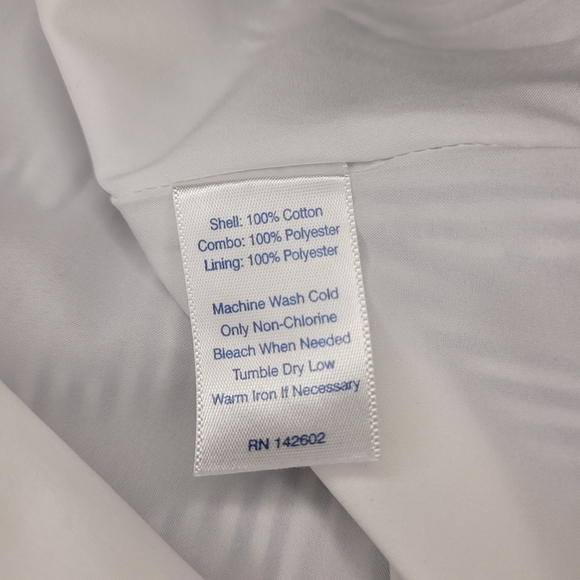 Shell: 100% Cotton
Combo: 100% Polyester
Lining: 100% Polyester
Machine Wash Cold
Only Non-Chlorine
Bleach When Needed
Tumble Dry Low
Warm Iron If Necessary
RN 142602